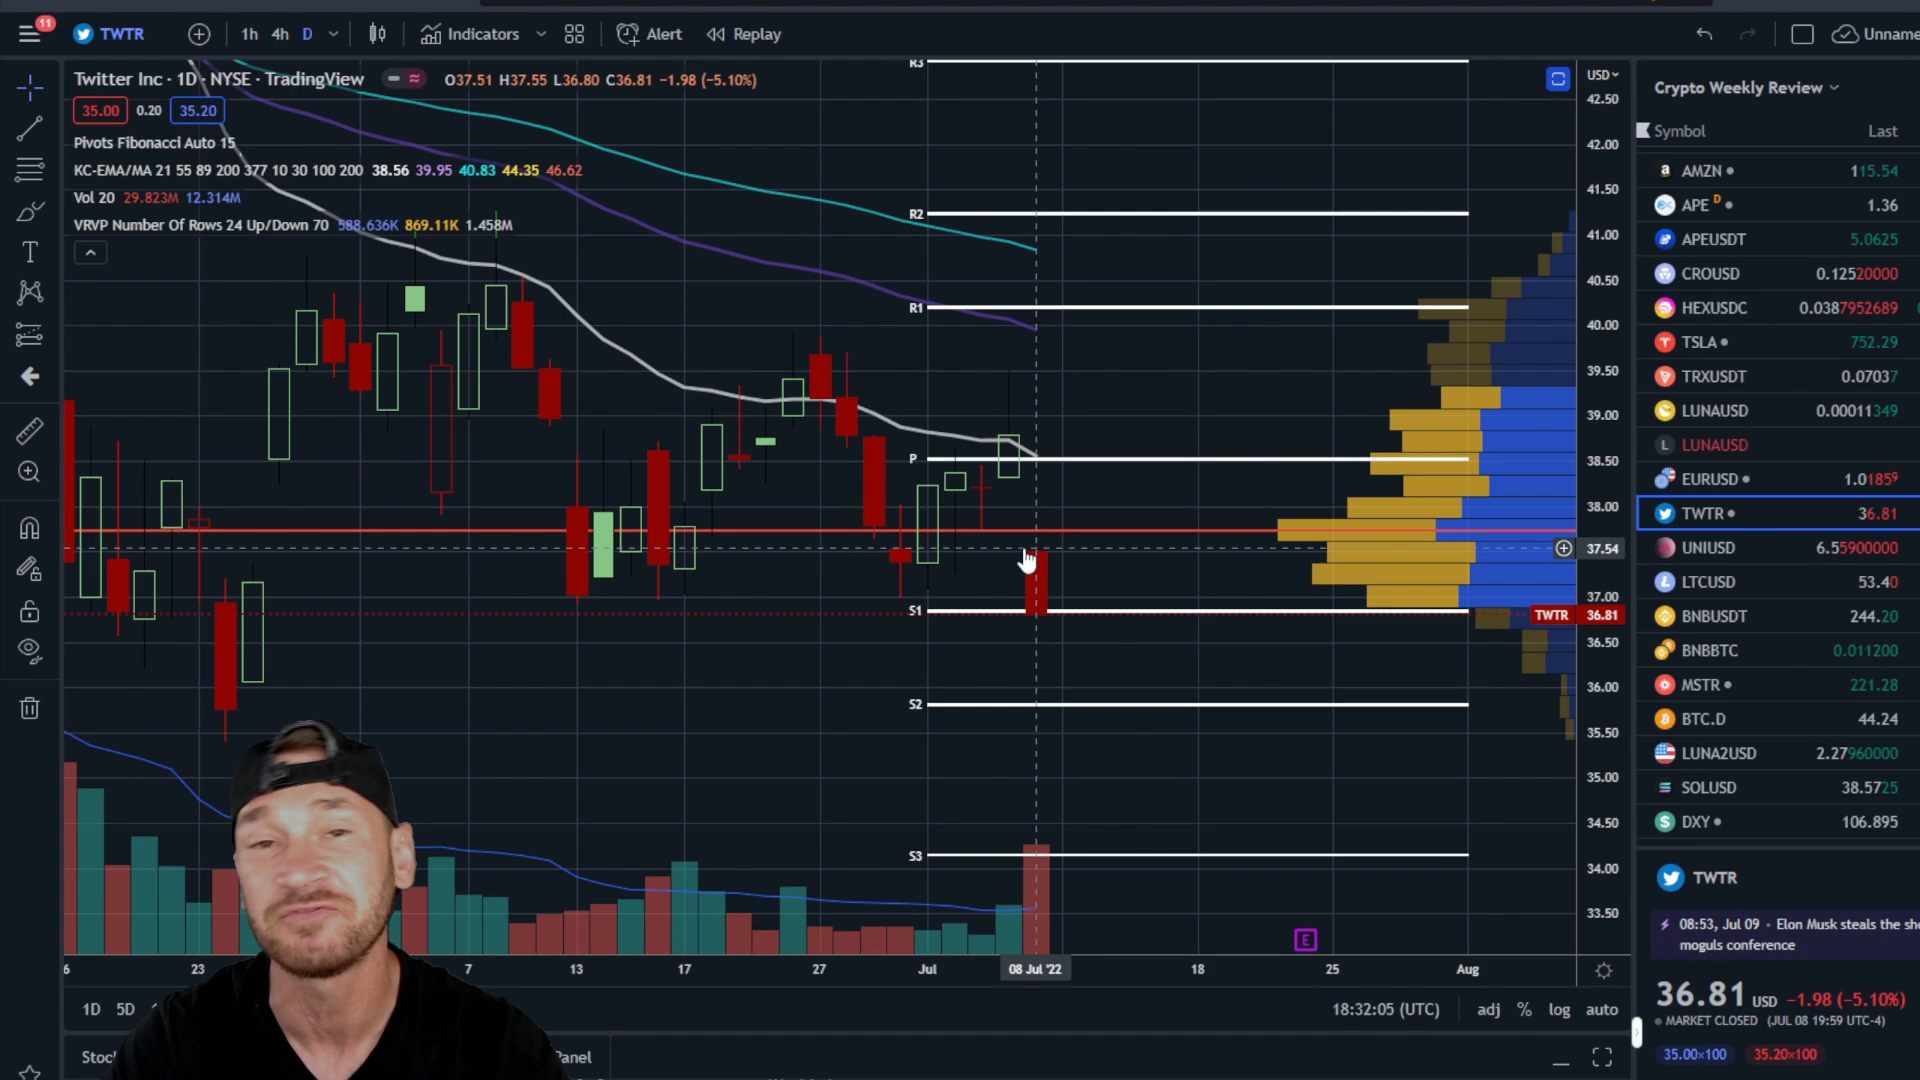 11
TWTR
1h 4h D
Indicators
Alert
Replay
Unname
Twitter Inc · 1D · NYSE · TradingView
O37.51 H37.55 L36.80 C36.81 −1.98 (−5.10%)
35.00 0.20 35.20
Pivots Fibonacci Auto 15
KC-EMA/MA 21 55 89 200 377 10 30 100 200 38.56 39.95 40.83 44.35 46.62
Vol 20 29.823M 12.314M
VRVP Number Of Rows 24 Up/Down 70 588.636K 869.11K 1.458M
R3
R2
R1
P
S1
S2
S3
USD
42.50
42.00
41.50
41.00
40.50
40.00
39.50
39.00
38.50
38.00
37.54
37.00
TWTR 36.81
36.50
36.00
35.50
35.00
34.50
34.00
33.50
E
6 23 7 13 17 27 Jul 08 Jul '22 18 25 Aug
1D 5D
18:32:05 (UTC) adj % log auto
Stoc
Panel
Crypto Weekly Review
Symbol Last
AMZN 115.54
APE D 1.36
APEUSDT 5.0625
CROUSD 0.12520000
HEXUSDC 0.0387952689
TSLA 752.29
TRXUSDT 0.07037
LUNAUSD 0.00011349
L LUNAUSD
EURUSD 1.01859
TWTR 36.81
UNIUSD 6.55900000
LTCUSD 53.40
BNBUSDT 244.20
BNBBTC 0.011200
MSTR 221.28
BTC.D 44.24
LUNA2USD 2.27960000
SOLUSD 38.5725
DXY 106.895
TWTR
08:53, Jul 09 · Elon Musk steals the sho
moguls conference
36.81 USD −1.98 (−5.10%)
MARKET CLOSED (JUL 08 19:59 UTC-4)
35.00×100 35.20×100